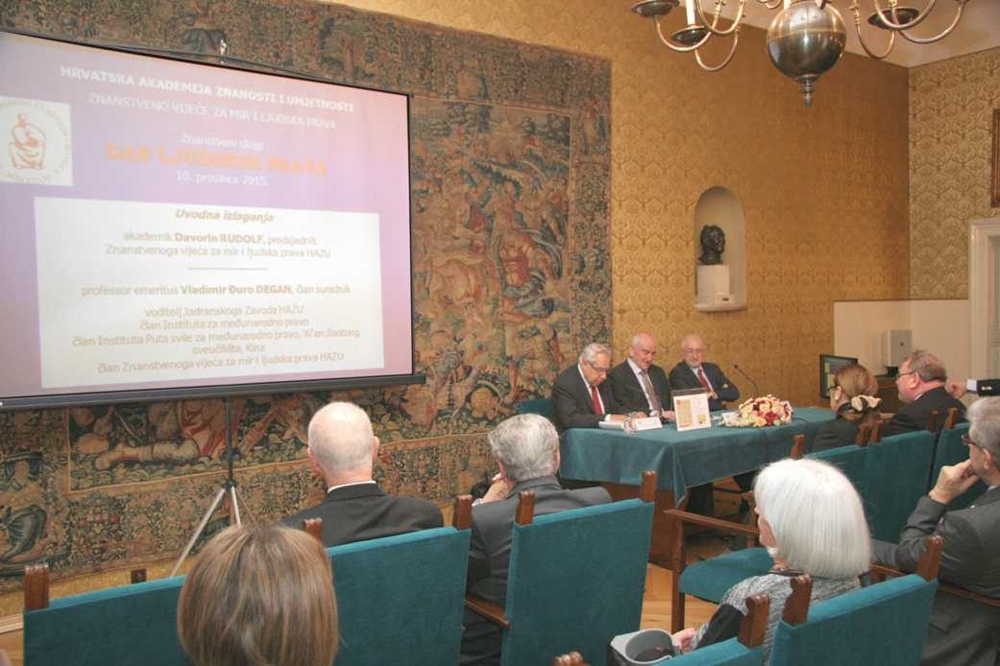 HRVATSKA AKADEMIJA ZNANOSTI I UMJETNOSTI
ZNANSTVENO VIJEĆE ZA MIR I LJUDSKA PRAVA
Znanstveni skup
DAN LJUDSKIH PRAVA
10. prosinca 2015.
Uvodna izlaganja
akademik Davorin RUDOLF, predsjednik
Znanstvenoga vijeća za mir i ljudska prava HAZU
professor emeritus Vladimir Đuro DEGAN, član suradnik
voditelj Jadranskoga Zavoda HAZU
član Instituta za međunarodno pravo
član Instituta Puta svile za međunarodno pravo, Xi'an Jiaotong
sveučilišta, Kina
član Znanstvenoga vijeća za mir i ljudska prava HAZU